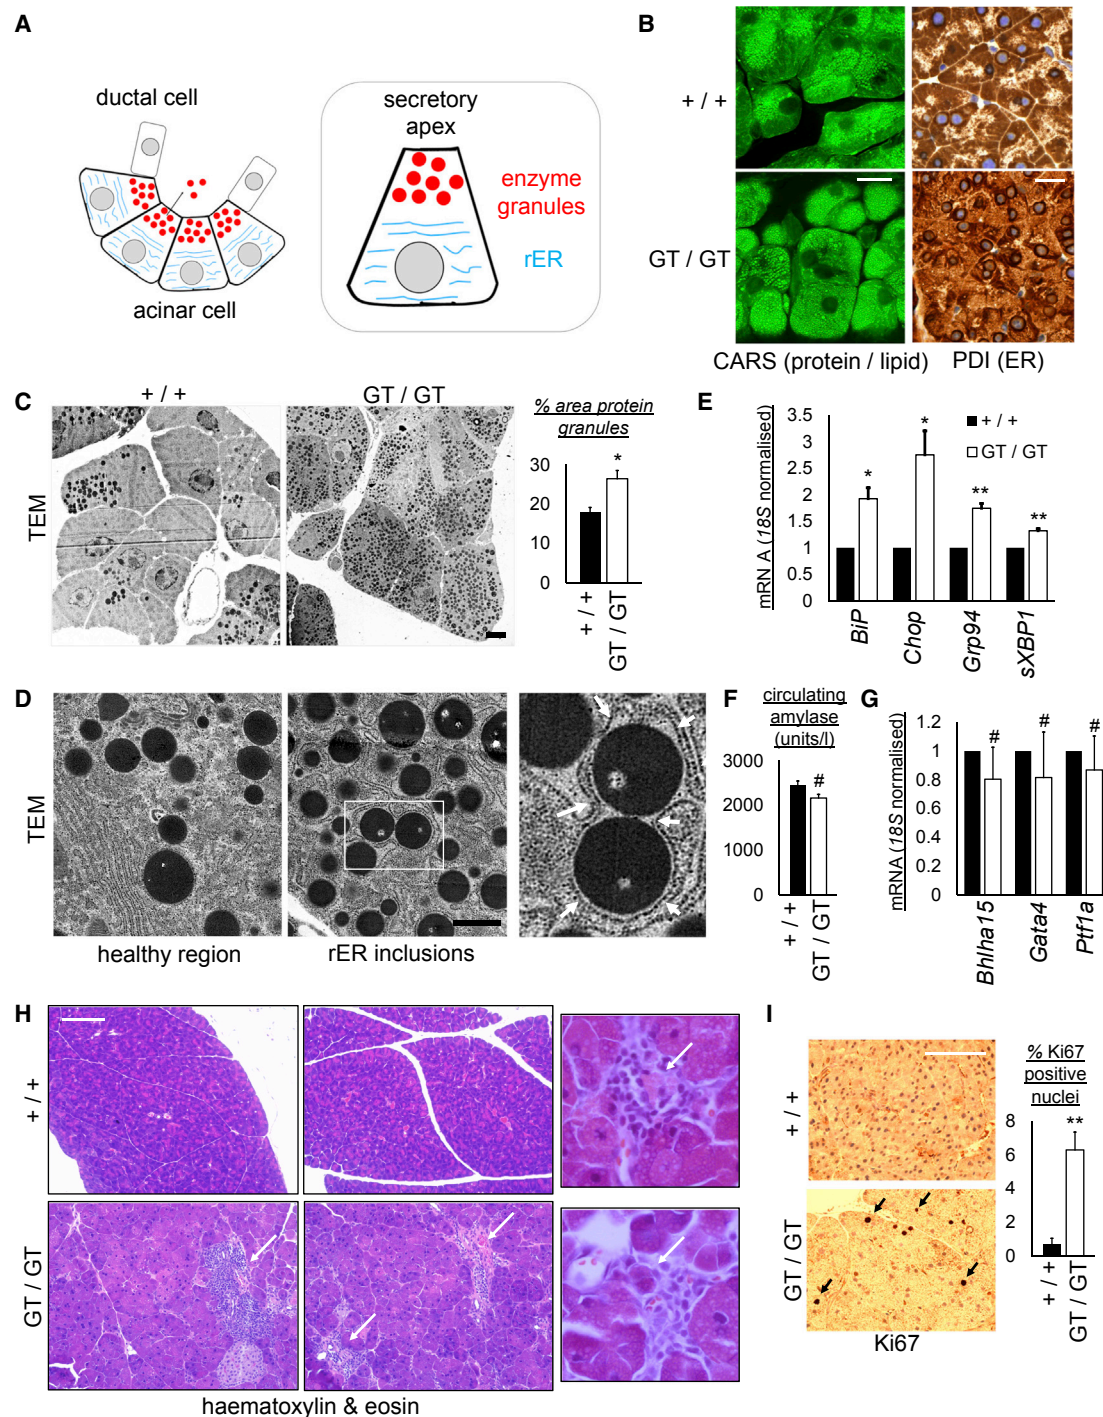 A
ductal cell
acinar cell
secretory
apex
enzyme
granules
rER
B
+ / +
GT / GT
CARS (protein / lipid)
PDI (ER)
C
+ / +
GT / GT
TEM
% area protein
granules
30
20
10
0
*
+ / +
GT / GT
D
TEM
healthy region
rER inclusions
E
mRN A (18S normalised)
3.5
3
2.5
2
1.5
1
0.5
0
+ / +
GT / GT
*
*
**
**
BiP
Chop
Grp94
sXBP1
F
circulating
amylase
(units/l)
3000
2000
1000
0
#
+ / +
GT / GT
G
mRNA (18S normalised)
1.2
1
0.8
0.6
0.4
0.2
0
#
#
#
Bhlha15
Gata4
Ptf1a
H
+ / +
GT / GT
haematoxylin & eosin
I
+ / +
GT / GT
Ki67
% Ki67
positive
nuclei
8
6
4
2
0
**
+ / +
GT / GT